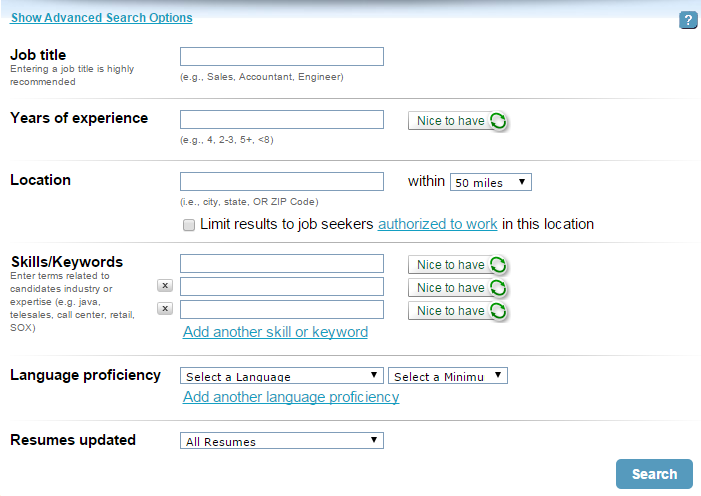 Show Advanced Search Options
?
Job title
Entering a job title is highly
recommended
(e.g., Sales, Accountant, Engineer)
Years of experience
Nice to have
(e.g., 4, 2-3, 5+, <8)
Location
within 50 miles
(i.e., city, state, OR ZIP Code)
Limit results to job seekers authorized to work in this location
Skills/Keywords
Enter terms related to
candidates industry or
expertise (e.g. java,
telesales, call center, retail,
SOX)
Nice to have
x
Nice to have
x
Nice to have
Add another skill or keyword
Language proficiency
Select a Language
Select a Minimu
Add another language proficiency
Resumes updated
All Resumes
Search